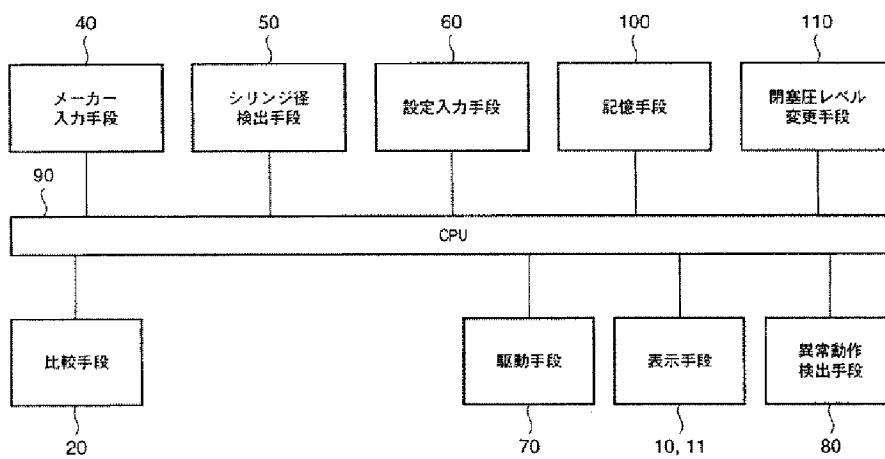 40
50
60
100
110
メーカー
入力手段
シリンジ径
検出手段
設定入力手段
記憶手段
閉塞圧レベル
変更手段
90
CPU
比較手段
駆動手段
表示手段
異常動作
検出手段
20
70
10, 11
80